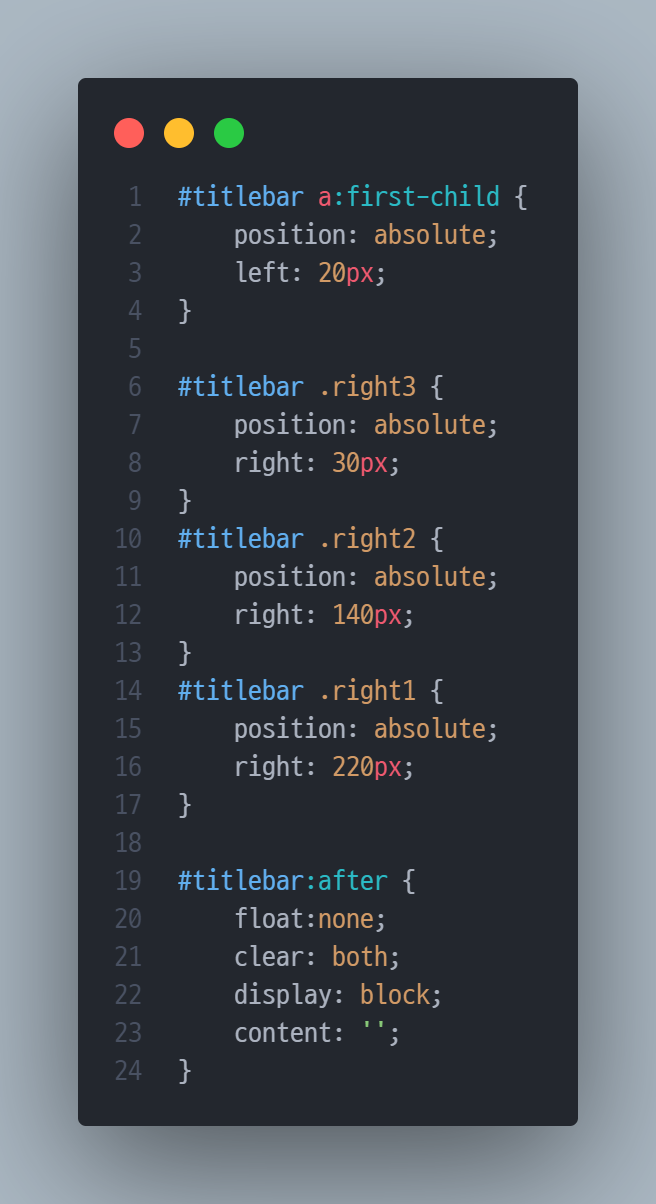 1 #titlebar a:first-child {
2     position: absolute;
3     left: 20px;
4 }
5
6 #titlebar .right3 {
7     position: absolute;
8     right: 30px;
9 }
10 #titlebar .right2 {
11     position: absolute;
12     right: 140px;
13 }
14 #titlebar .right1 {
15     position: absolute;
16     right: 220px;
17 }
18
19 #titlebar:after {
20     float:none;
21     clear: both;
22     display: block;
23     content: '';
24 }